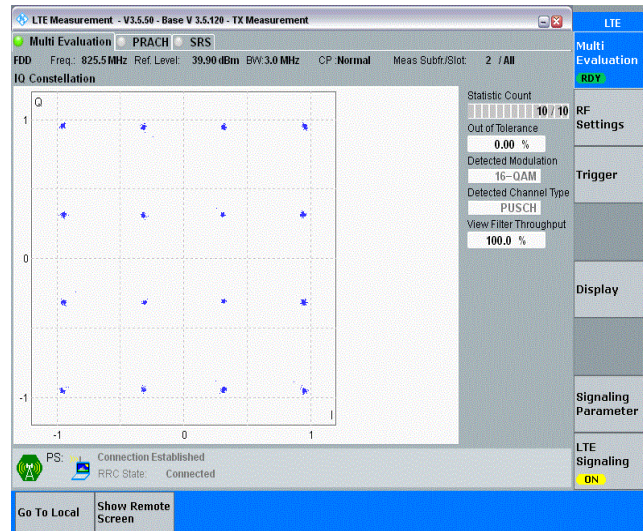 LTE Measurement - V3.5.50 - Base V 3.5.120 - TX Measurement
LTE
Multi Evaluation PRACH SRS
Multi
Evaluation
RDY
FDD Freq.: 825.5 MHz Ref. Level: 39.90 dBm BW: 3.0 MHz CP :Normal Meas Subfr./Slot: 2 / All
IQ Constellation
Q
1
0
-1
-1 0 1
I
Statistic Count
10 / 10
Out of Tolerance
0.00 %
Detected Modulation
16-QAM
Detected Channel Type
PUSCH
View Filter Throughput
100.0 %
RF
Settings
Trigger
Display
Signaling
Parameter
LTE
Signaling
ON
PS: Connection Established
RRC State: Connected
Go To Local
Show Remote
Screen